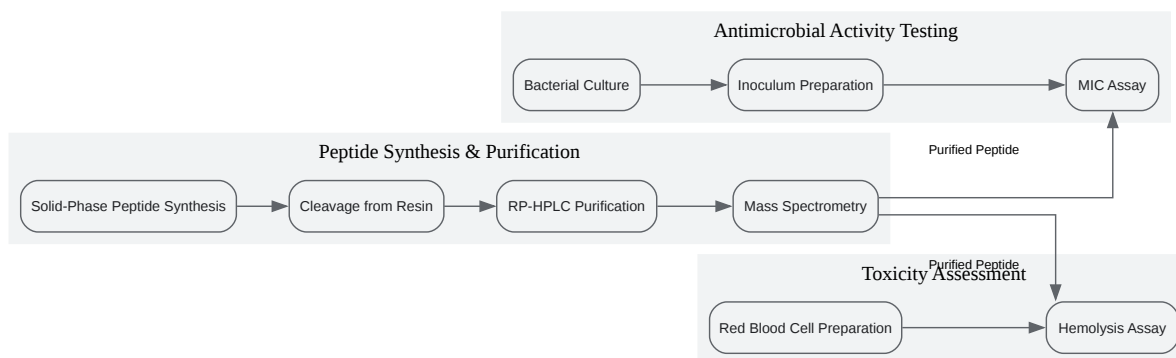 Antimicrobial Activity Testing
Bacterial Culture
Inoculum Preparation
MIC Assay
Peptide Synthesis & Purification
Purified Peptide
Solid-Phase Peptide Synthesis
Cleavage from Resin
RP-HPLC Purification
Mass Spectrometry
Purified Peptide
Toxicity Assessment
Red Blood Cell Preparation
Hemolysis Assay